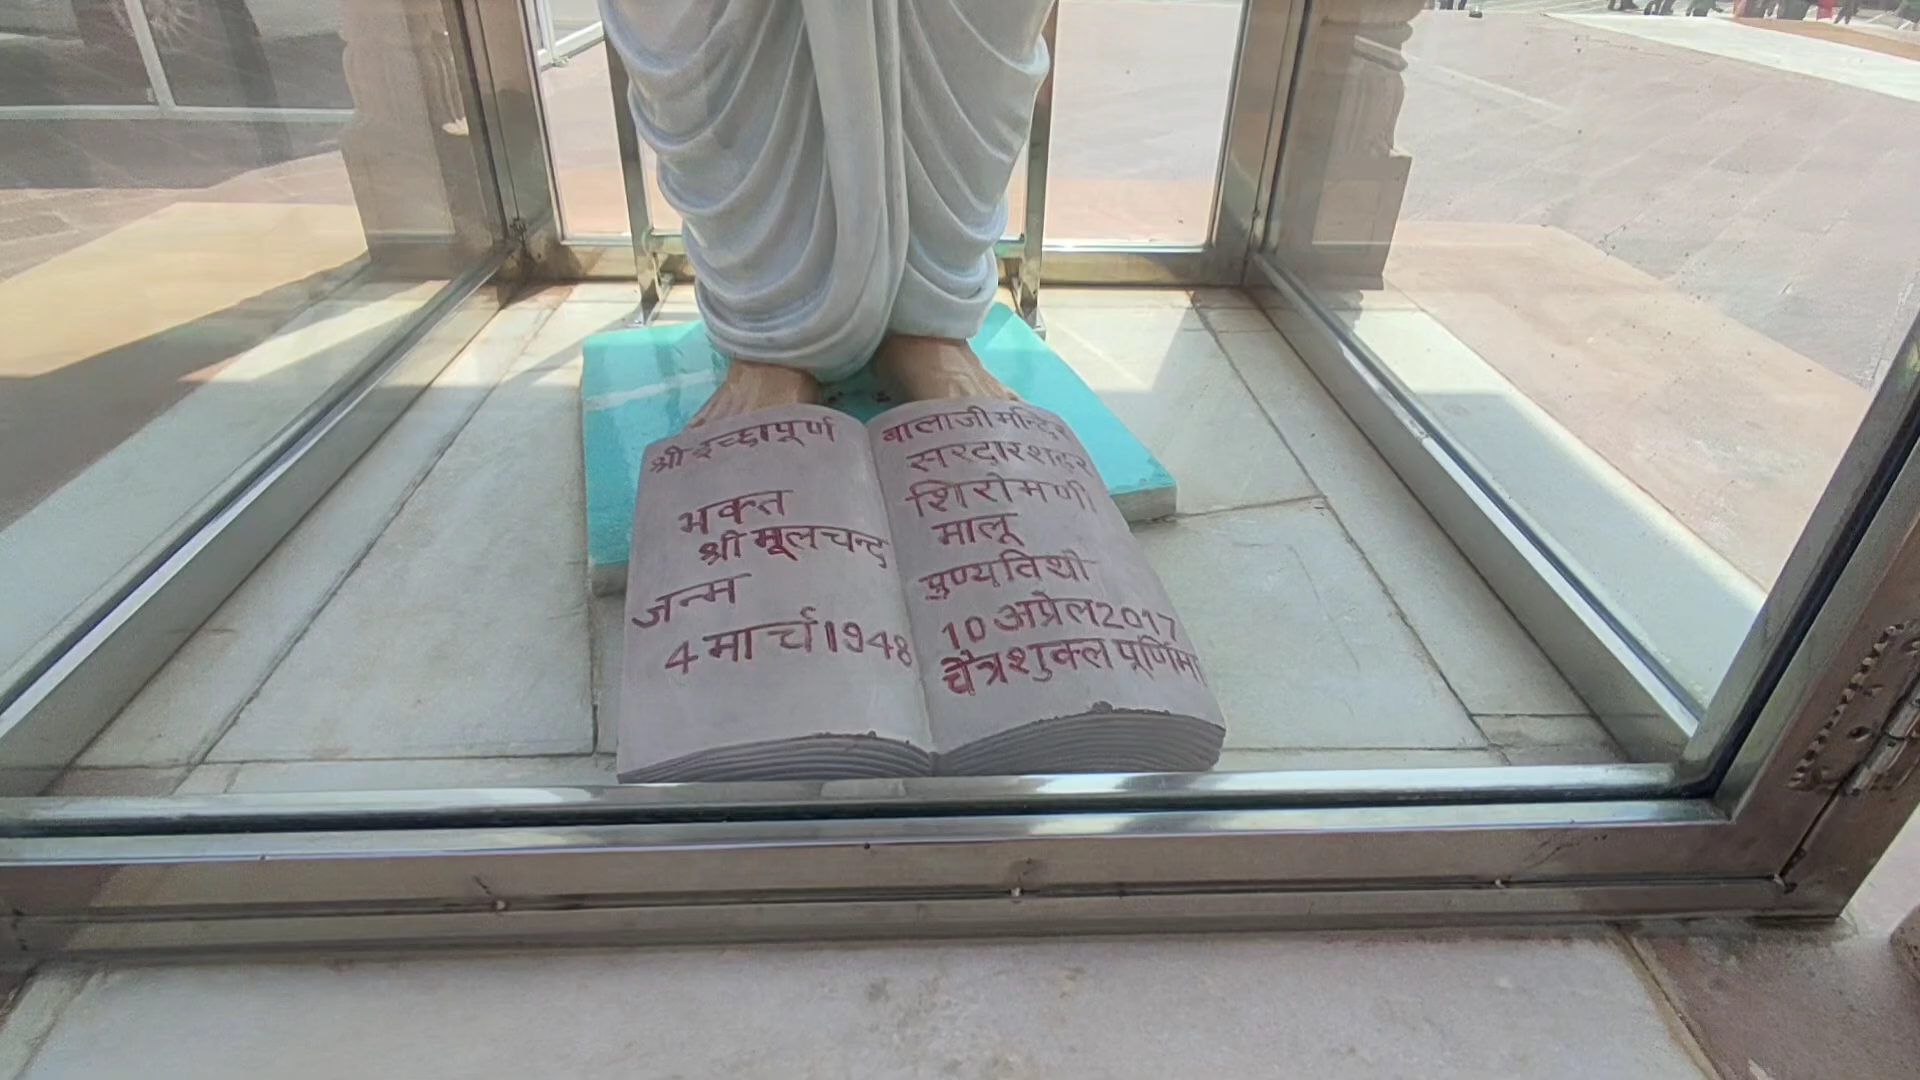 श्री इच्छापूर्ण बालाजी मन्दिर
सरदारशहर
भक्त शिरोमणी
श्री मूलचन्द मालू
जन्म पुण्यतिथी
4 मार्च 1948 10 अप्रेल 2017
चैत्र शुक्ल पूर्णिमा